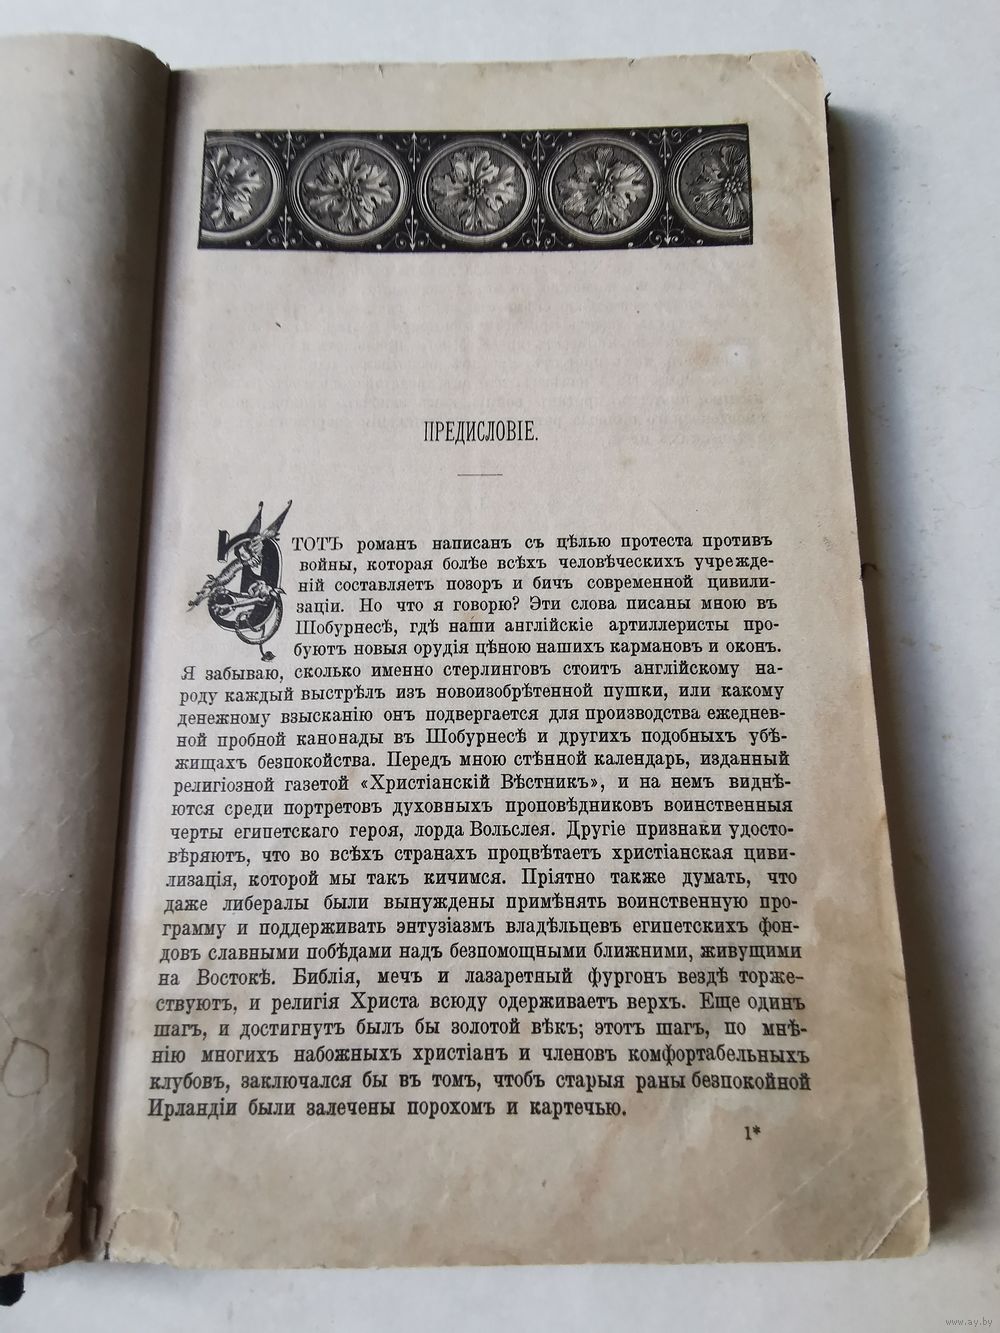 ПРЕДИСЛОВІЕ.
ЭТОТЪ романъ написанъ съ цѣлью протеста противъ
войны, которая болѣе всѣхъ человѣческихъ учрежде-
ній составляетъ позоръ и бичъ современной цивили-
заціи. Но что я говорю? Эти слова писаны мною въ
Шобурнесѣ, гдѣ наши англійскіе артиллеристы про-
буютъ новыя орудія цѣною нашихъ кармановъ и оконъ.
Я забываю, сколько именно стерлинговъ стоитъ англійскому на-
роду каждый выстрѣлъ изъ новоизобрѣтенной пушки, или какому
денежному взысканію онъ подвергается для производства ежеднев-
ной пробной канонады въ Шобурнесѣ и другихъ подобныхъ убѣ-
жищахъ безпокойства. Передъ мною стѣнной календарь, изданный
религіозной газетой «Христіанскій Вѣстникъ», и на немъ виднѣ-
ются среди портретовъ духовныхъ проповѣдниковъ воинственныя
черты египетскаго героя, лорда Вольслея. Другіе признаки удосто-
вѣряютъ, что во всѣхъ странахъ процвѣтаетъ христіанская циви-
лизація, которой мы такъ кичимся. Пріятно также думать, что
даже либералы были вынуждены примѣнять воинственную про-
грамму и поддерживать энтузіазмъ владѣльцевъ египетскихъ фон-
довъ славными побѣдами надъ безпомощными ближними, живущими
на Востокѣ. Библія, мечъ и лазаретный фургонъ вездѣ торже-
ствуютъ, и религія Христа всюду одерживаетъ верхъ. Еще одинъ
шагъ, и достигнутъ былъ бы золотой вѣкъ; этотъ шагъ, по мнѣ-
нію многихъ набожныхъ христіанъ и членовъ комфортабельныхъ
клубовъ, заключался бы въ томъ, чтобъ старыя раны безпокойной
Ирландіи были залечены порохомъ и картечью.
1*
www.ay.by